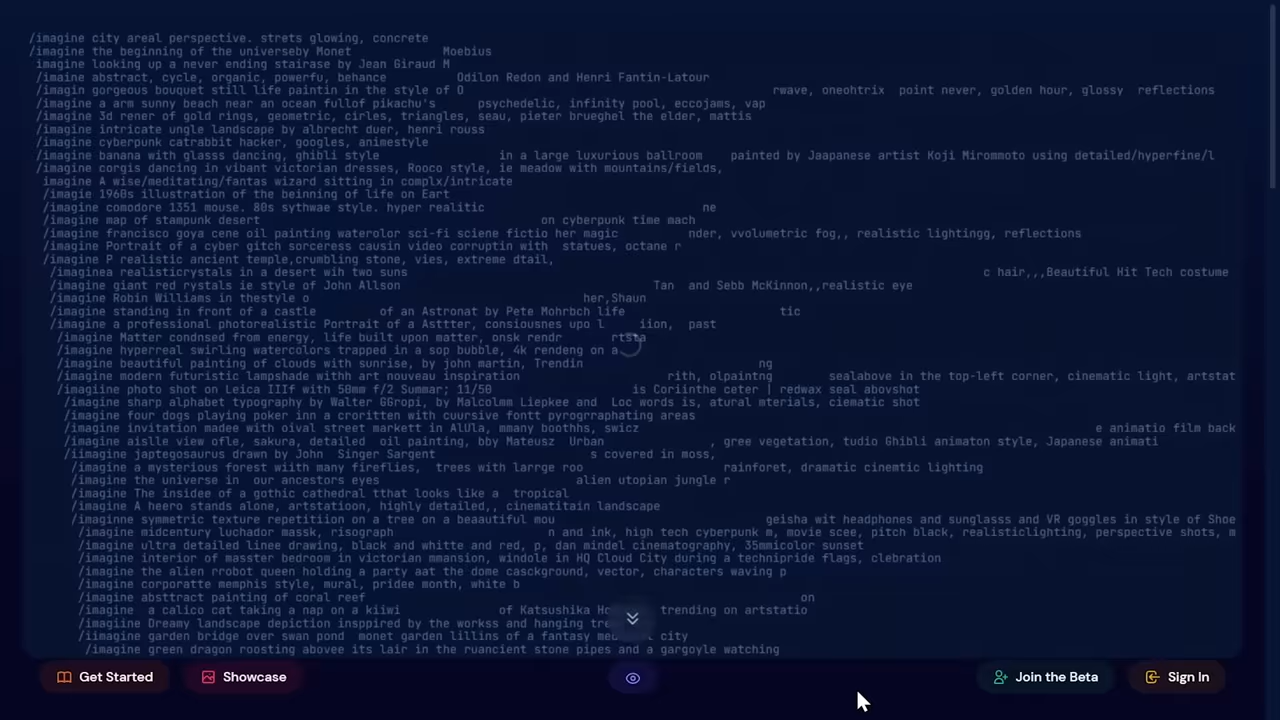 /imagine city areal perspective. strets glowing, concrete
/imagine the beginning of the universeby Monet Moebius
imagine looking up a never ending stairase by Jean Giraud M
/imaine abstract, cycle, organic, powerfu, behance Odilon Redon and Henri Fantin-Latour
/imagin gorgeous bouquet still life paintin in the style of O rwave, oneohtrix point never, golden hour, glossy reflections
/imagine a arm sunny beach near an ocean fullof pikachu's psychedelic, infinity pool, eccojams, vap
/imagine 3d rener of gold rings, geometric, cirles, triangles, seau, pieter brueghel the elder, mattis
/imagine intricate ungle landscape by albrecht duer, henri rouss
/imagine cyberpunk catrabbit hacker, googles, animestyle
/imagine banana with glasss dancing, ghibli style in a large luxurious ballroom painted by Jaapanese artist Koji Mirommoto using detailed/hyperfine/l
/imagine corgis dancing in vibant victorian dresses, Rooco style, ie meadow with mountains/fields,
imagine A wise/meditating/fantas wizard sitting in complx/intricate
/imagie 1960s illustration of the beinning of life on Eart
/imagine comodore 1351 mouse. 80s sythwae style. hyper realitic ne
/imagine map of stampunk desert on cyberpunk time mach
/imagine francisco goya cene oil painting waterolor sci-fi sciene fictio her magic nder, vvolumetric fog,, realistic lightingg, reflections
/imagine Portrait of a cyber gitch sorceress causin video corruptin with statues, octane r
/imagine P realistic ancient temple,crumbling stone, vies, extreme dtail,
/imaginea realisticrystals in a desert wih two suns c hair,,,Beautiful Hit Tech costume
/imagine giant red rystals ie style of John Allson Tan and Sebb McKinnon,,realistic eye
/imagine Robin Williams in thestyle o her,Shaun
/imagine standing in front of a castle of an Astronat by Pete Mohrbch life tic
/imagine a professional photorealistic Portrait of a Astter, consiousnes upo l iion, past
/imagine Matter condnsed from energy, life built upon matter, onsk rendr
/imagine hyperreal swirling watercolors trapped in a sop bubble, 4k rendeng on a
/imagine beautiful painting of clouds with sunrise, by john martin, Trendin ng
/imagine modern futuristic lampshade withh art nouveau inspiration rith, olpaintng sealabove in the top-left corner, cinematic light, artstat
/imagiine photo shot on Leica IIIf with 50mm f/2 Summar; 11/50 is Coriinthe ceter | redwax seal abovshot
/imagine sharp alphabet typography by Walter GGropi, by Malcolmm Liepkee and Loc words is, atural mterials, ciematic shot
/imagine four dogs playing poker inn a croritten with cuursive fontt pyrogrraphating areas
/imagine invitation madee with oival street markett in AlUla, mmany boothhs, swicz e animatio film back
/imagine aislle view ofle, sakura, detailed oil painting, bby Mateusz Urban , gree vegetation, tudio Ghibli animaton style, Japanese animati
/iimagine japtegosaurus drawn by John Singer Sargent s covered in moss,
/imagine a mysterious forest wiith many fireflies, trees with larrge roo rainforet, dramatic cinemtic lighting
/imagine the universe in our ancestors eyes alien utopian jungle r
/imagine The insidee of a gothic cathedral tthat looks like a tropical
/imagine A heero stands alone, artstatioon, highly detailed,, cinematitain landscape
/imaginne symmetric texture repetitiion on a tree on a beaautiful mou geisha wit headphones and sunglasss and VR goggles in style of Shoe
/imagine midcentury luchador massk, risograph n and ink, high tech cyberpunk m, movie scee, pitch black, realisticlighting, perspective shots, m
/imagine ultra detailed linee drawing, black and whitte and red, p, dan mindel cinematography, 35mmicolor sunset
/imagine interior of masster bedroom in victorian mmansion, windole in HQ Cloud City during a technipride flags, clebration
/imagine the alien rrobot queen holding a party aat the dome casckground, vector, characters waving p
/imagine corporatte memphis style, mural, pridee month, white b
/imagine absttract painting of coral reef on
/imagine a calico cat taking a nap on a kiiwi of Katsushika trending on artstatio
/imagine Dreamy landscape depiction insppired by the workss and hanging
/iimagine garden bridge over swan pond monet garden lillins of a fantasy city
/imagine green dragon roosting abovee its lair in the ruancient stone pipes and a gargoyle watching
Get Started Showcase Join the Beta Sign In